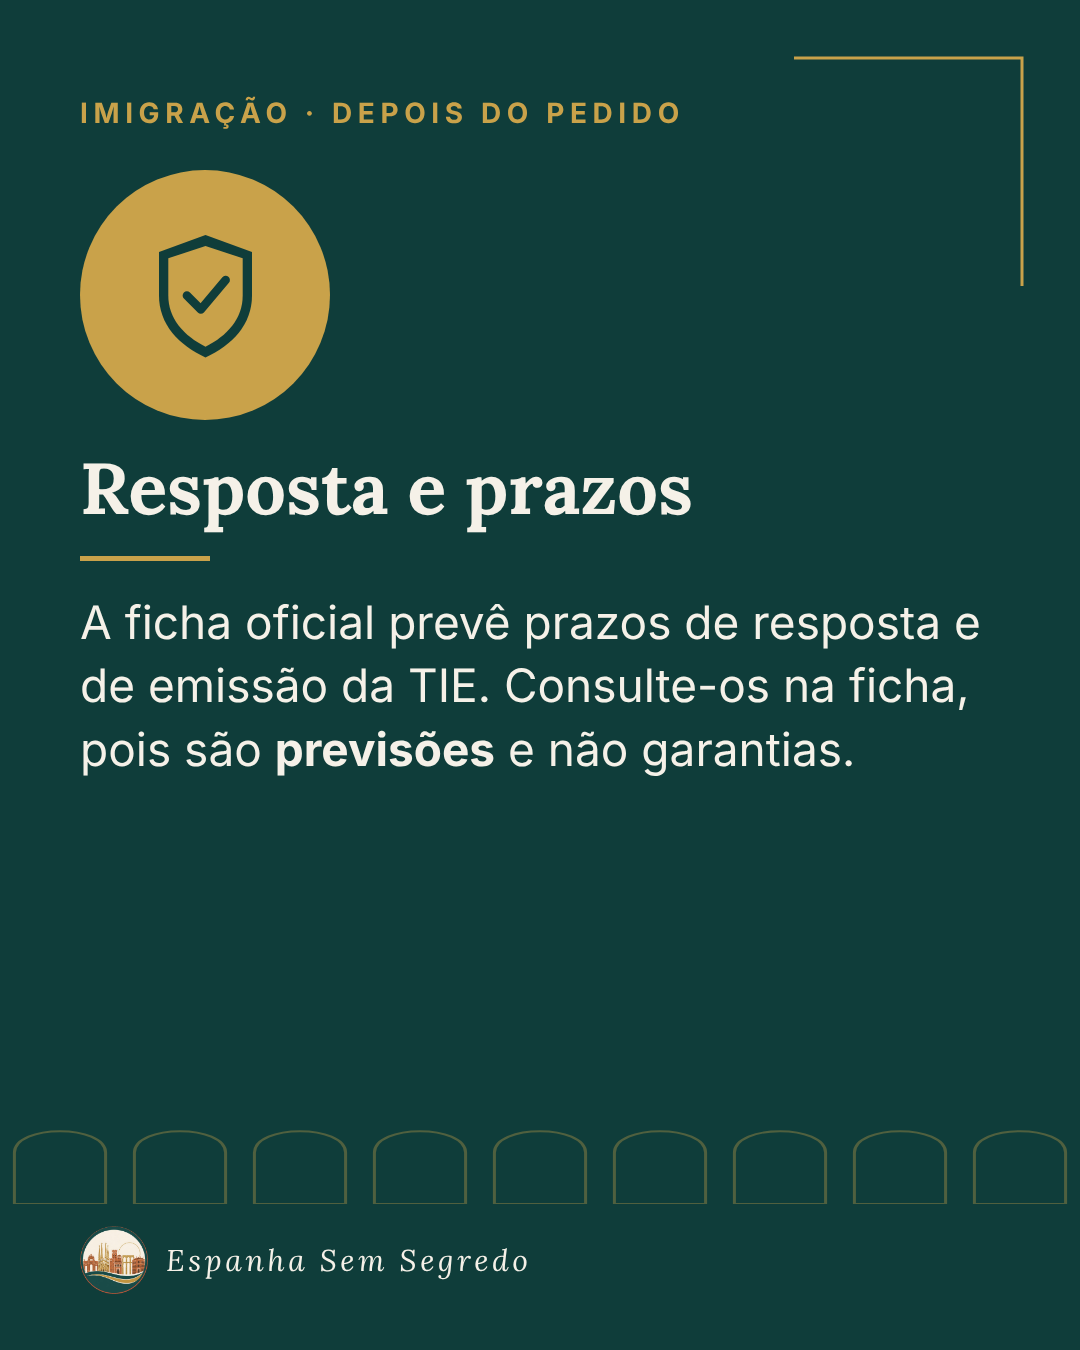 IMIGRAÇÃO · DEPOIS DO PEDIDO
Resposta e prazos
A ficha oficial prevê prazos de resposta e
de emissão da TIE. Consulte-os na ficha,
pois são previsões e não garantias.
Espanha Sem Segredo